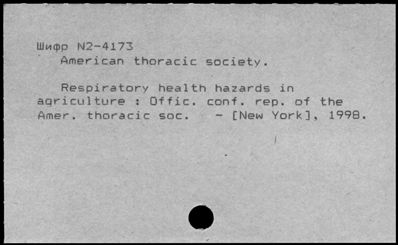 Шифр N2-4173
American thoracic society.
Respiratory health hazards in
agriculture : Offic. conf. rep. of the
Amer. thoracic soc. - [New York], 1998.